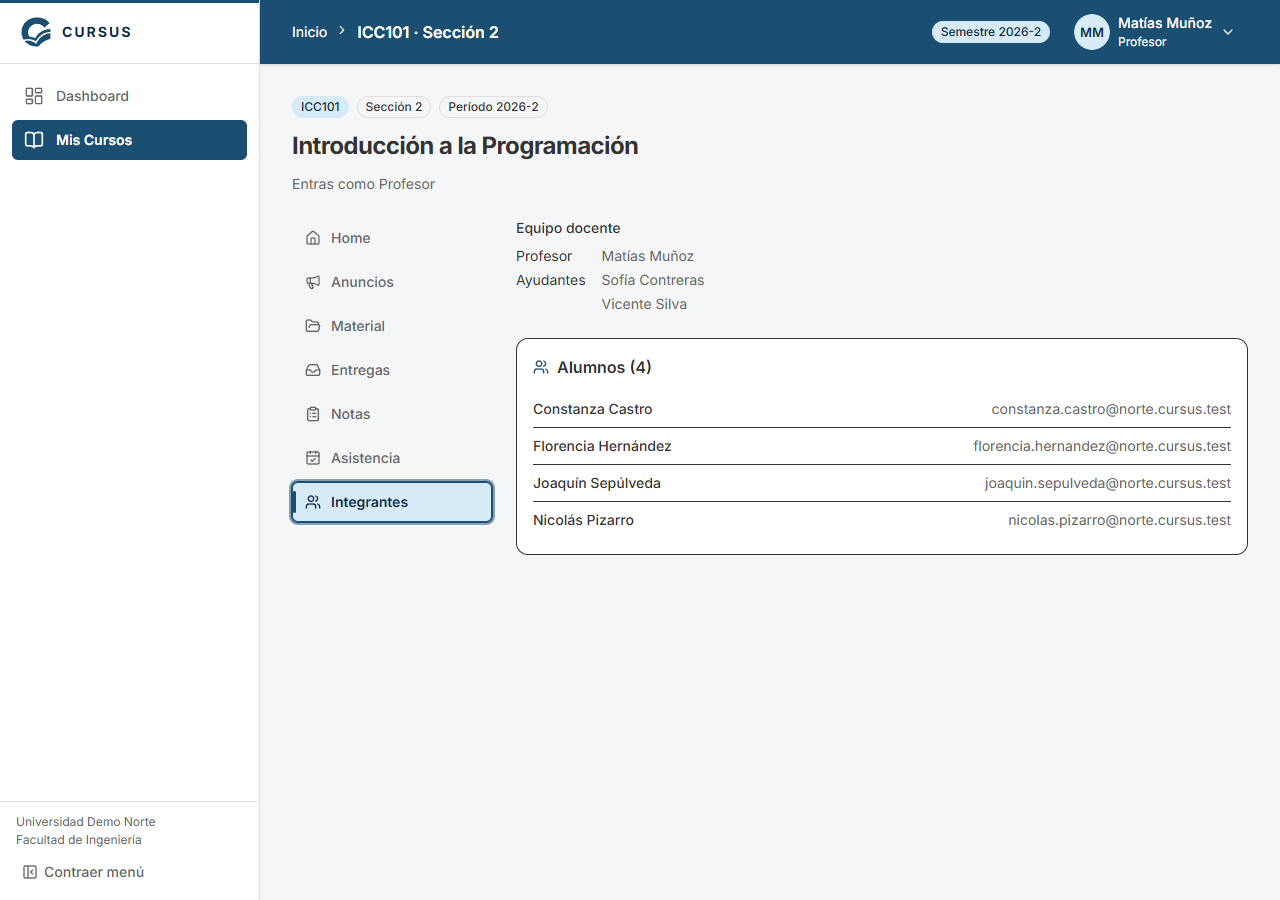 CURSUS
Inicio > ICC101 · Sección 2
Semestre 2026-2
MM
Matías Muñoz
Profesor
Dashboard
Mis Cursos
ICC101
Sección 2
Período 2026-2
Introducción a la Programación
Entras como Profesor
Home
Anuncios
Material
Entregas
Notas
Asistencia
Integrantes
Equipo docente
Profesor Matías Muñoz
Ayudantes Sofía Contreras
Vicente Silva
Alumnos (4)
Constanza Castro constanza.castro@norte.cursus.test
Florencia Hernández florencia.hernandez@norte.cursus.test
Joaquín Sepúlveda joaquin.sepulveda@norte.cursus.test
Nicolás Pizarro nicolas.pizarro@norte.cursus.test
Universidad Demo Norte
Facultad de Ingeniería
Contraer menú